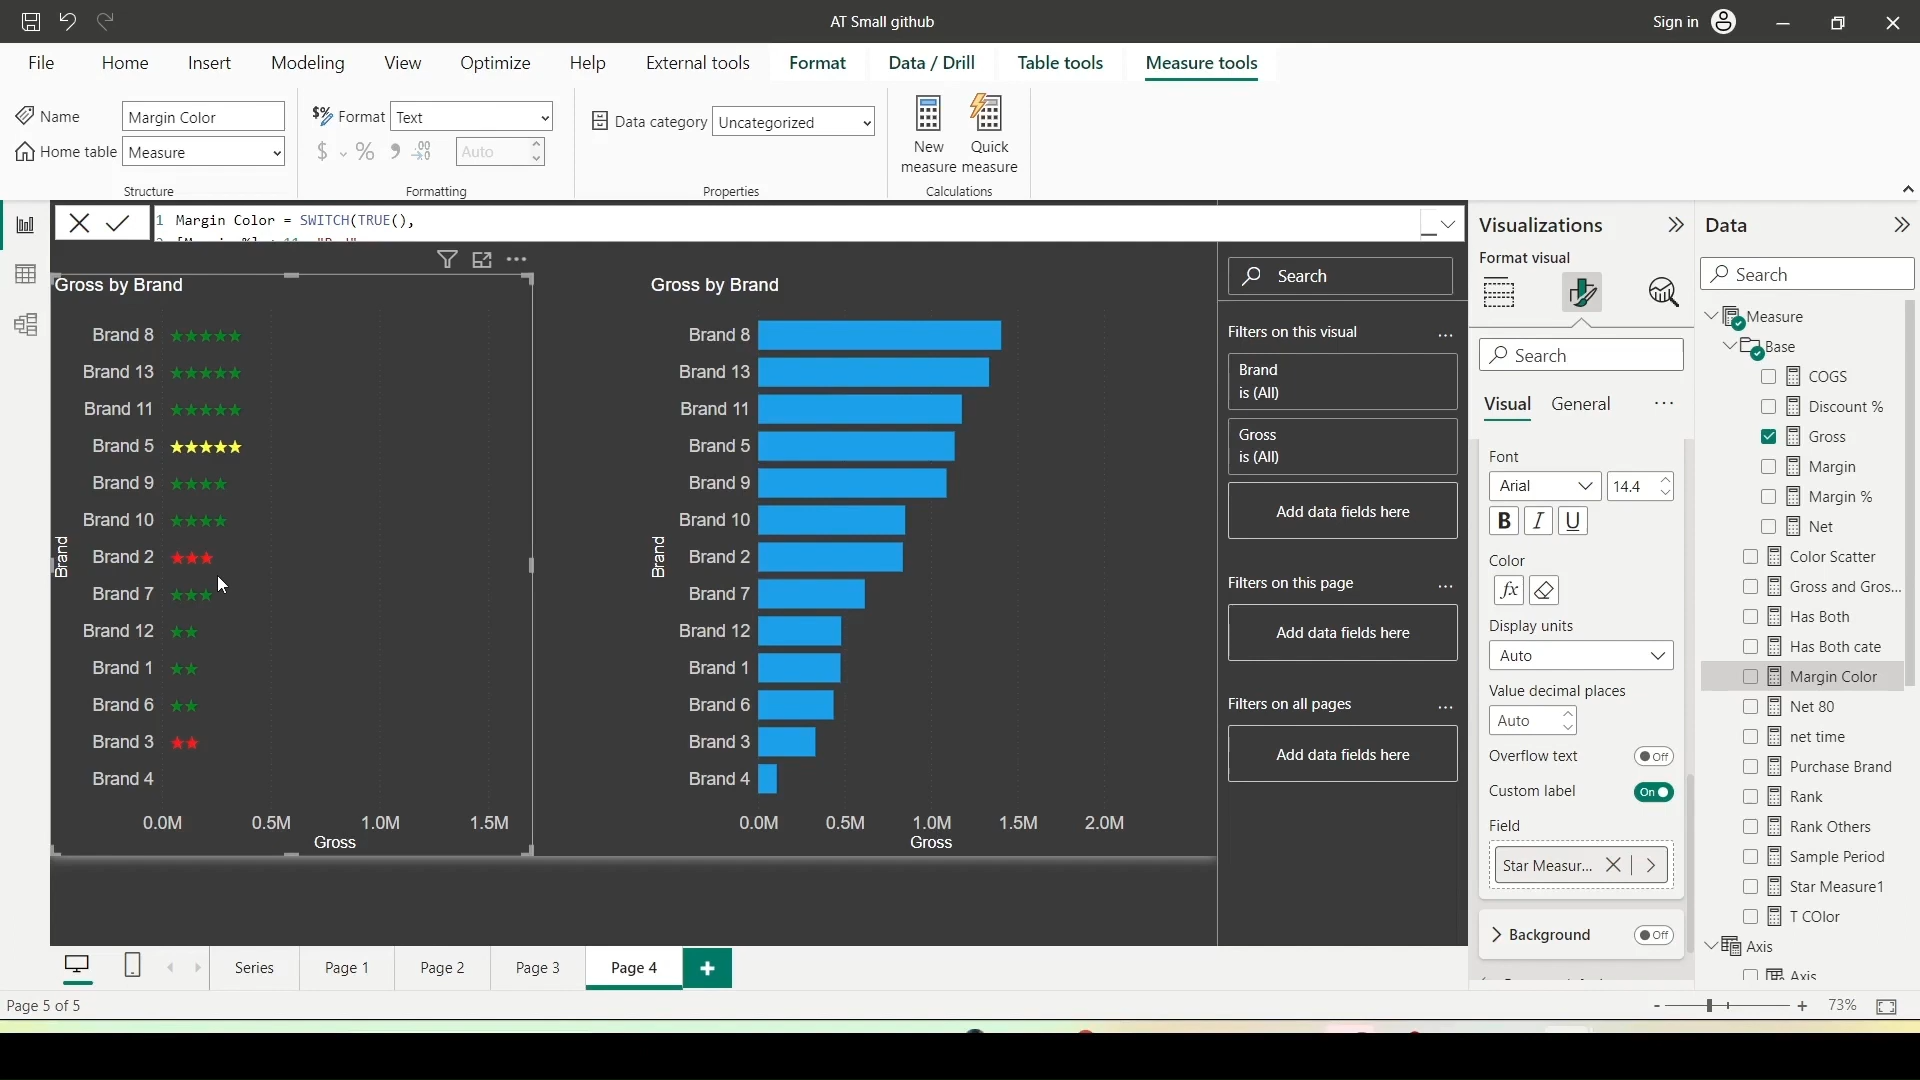 AT Small github
Sign in
File Home Insert Modeling View Optimize Help External tools Format Data / Drill Table tools Measure tools
Name Margin Color
Home table Measure
Structure
Format Text
$ % 9 .00 Auto
Formatting
Data category Uncategorized
Properties
New measure
Quick measure
Calculations
1 Margin Color = SWITCH(TRUE(),
Gross by Brand
Brand
Brand 8 ★★★★★
Brand 13 ★★★★★
Brand 11 ★★★★★
Brand 5 ★★★★★
Brand 9 ★★★★
Brand 10 ★★★★
Brand 2 ★★★
Brand 7 ★★★
Brand 12 ★★
Brand 1 ★★
Brand 6 ★★
Brand 3 ★★
Brand 4
0.0M 0.5M 1.0M 1.5M
Gross
Gross by Brand
Brand
Brand 8
Brand 13
Brand 11
Brand 5
Brand 9
Brand 10
Brand 2
Brand 7
Brand 12
Brand 1
Brand 6
Brand 3
Brand 4
0.0M 0.5M 1.0M 1.5M 2.0M
Gross
Search
Filters on this visual ...
Brand
is (All)
Gross
is (All)
Add data fields here
Filters on this page ...
Add data fields here
Filters on all pages ...
Add data fields here
Visualizations
Format visual
Search
Visual General ...
Font
Arial 14.4
B I U
Color
fx
Display units
Auto
Value decimal places
Auto
Overflow text Off
Custom label On
Field
Star Measur...
Background Off
Data
Search
Measure
Base
COGS
Discount %
Gross
Margin
Margin %
Net
Color Scatter
Gross and Gros...
Has Both
Has Both cate
Margin Color
Net 80
net time
Purchase Brand
Rank
Rank Others
Sample Period
Star Measure1
T COlor
Axis
Axis
Series Page 1 Page 2 Page 3 Page 4 +
Page 5 of 5
- + 73%